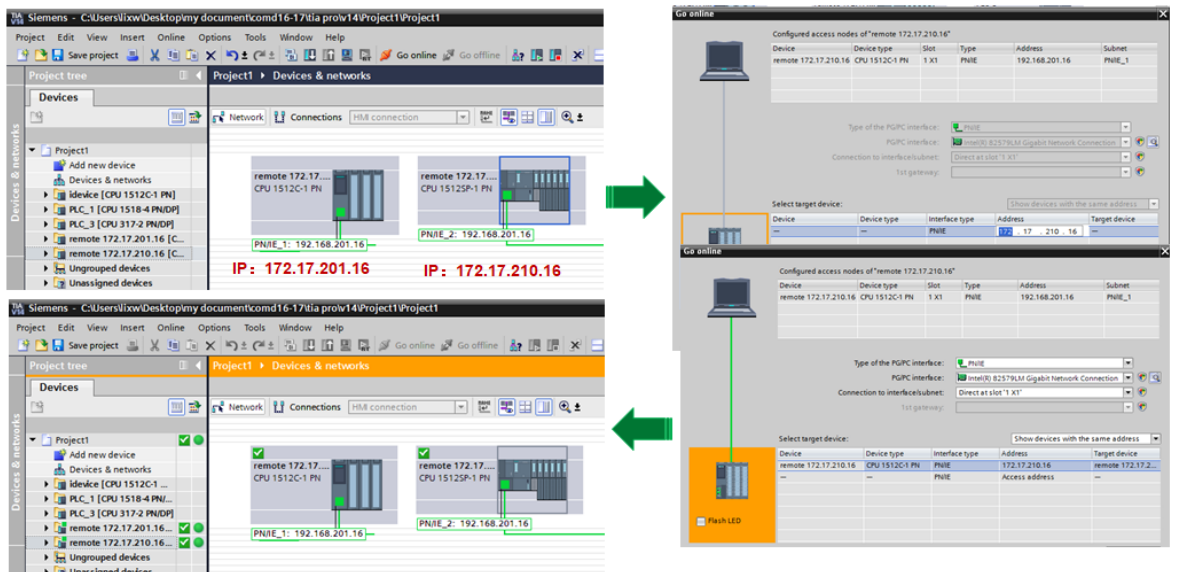 Siemens - C:\Users\lixw\Desktop\my document\comd16-17\tia pro\v14\Project1\Project1
Project Edit View Insert Online Options Tools Window Help
Save project Go online Go offline
Project tree
Project1 Devices & networks
Devices
Network Connections HMI connection
Devices & networks
Project1
Add new device
Devices & networks
idevice [CPU 1512C-1 PN]
PLC_1 [CPU 1518-4 PN/DP]
PLC_3 [CPU 317-2 PN/DP]
remote 172.17.201.16 [C...
remote 172.17.210.16 [C...
Ungrouped devices
Unassigned devices
remote 172.17....
CPU 1512C-1 PN
remote 172.17....
CPU 1512SP-1 PN
PN/IE_1: 192.168.201.16
PN/IE_2: 192.168.201.16
IP：172.17.201.16
IP：172.17.210.16
Go online
Configured access nodes of "remote 172.17.210.16"
Device Device type Slot Type Address Subnet
remote 172.17.210.16 CPU 1512C-1 PN 1 X1 PN/IE 192.168.201.16 PN/IE_1
Type of the PG/PC interface: PN/IE
PG/PC interface: Intel(R) 82579LM Gigabit Network Connection
Connection to interface/subnet: Direct at slot '1 X1'
1st gateway:
Select target device: Show devices with the same address
Device Device type Interface type Address Target device
— — PN/IE 172 . 17 . 210 . 16 —
Go online
Configured access nodes of "remote 172.17.210.16"
Device Device type Slot Type Address Subnet
remote 172.17.210.16 CPU 1512C-1 PN 1 X1 PN/IE 192.168.201.16 PN/IE_1
Type of the PG/PC interface: PN/IE
PG/PC interface: Intel(R) 82579LM Gigabit Network Connection
Connection to interface/subnet: Direct at slot '1 X1'
1st gateway:
Select target device: Show devices with the same address
Device Device type Interface type Address Target device
remote 172.17.210.16 CPU 1512C-1 PN PN/IE 172.17.210.16 remote 172.17.2...
— — PN/IE Access address —
Flash LED
Siemens - C:\Users\lixw\Desktop\my document\comd16-17\tia pro\v14\Project1\Project1
Project Edit View Insert Online Options Tools Window Help
Save project Go online Go offline
Project tree
Project1 Devices & networks
Devices
Network Connections HMI connection
Devices & networks
Project1
Add new device
Devices & networks
idevice [CPU 1512C-1 ...
PLC_1 [CPU 1518-4 PN/...
PLC_3 [CPU 317-2 PN/DP]
remote 172.17.201.16...
remote 172.17.210.16...
Ungrouped devices
Unassigned devices
remote 172.17....
CPU 1512C-1 PN
remote 172.17....
CPU 1512SP-1 PN
PN/IE_1: 192.168.201.16
PN/IE_2: 192.168.201.16